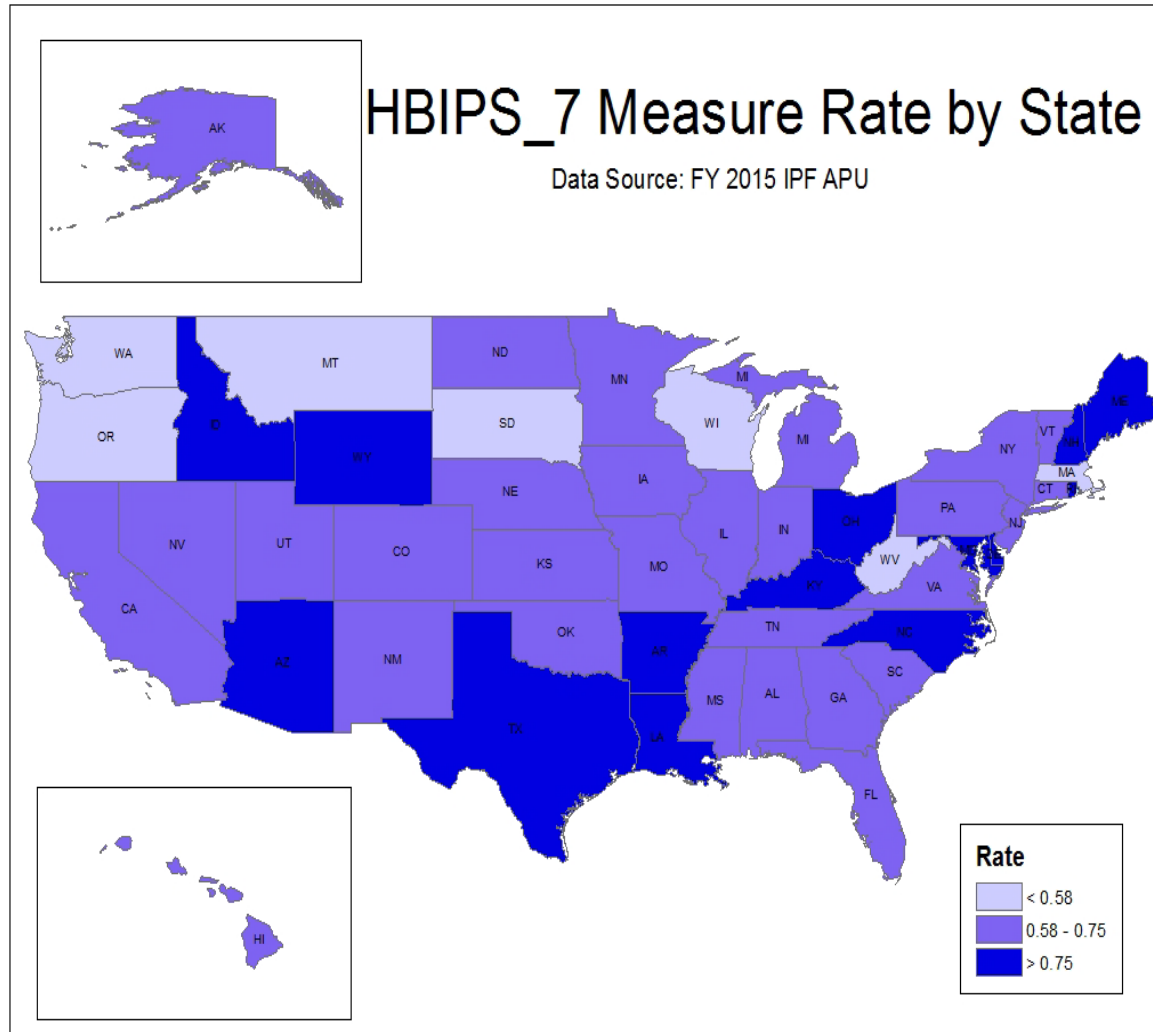 AK
HBIPS_7 Measure Rate by State
Data Source: FY 2015 IPF APU
WA
MT
ND
MN
MI
ME
OR
ID
WY
SD
WI
MI
NY
VT
NH
MA
CT
NV
UT
CO
NE
IA
IL
IN
OH
PA
NJ
CA
KS
MO
KY
WV
VA
AZ
NM
OK
AR
TN
NC
SC
TX
LA
MS
AL
GA
FL
HI
Rate
< 0.58
0.58 - 0.75
> 0.75